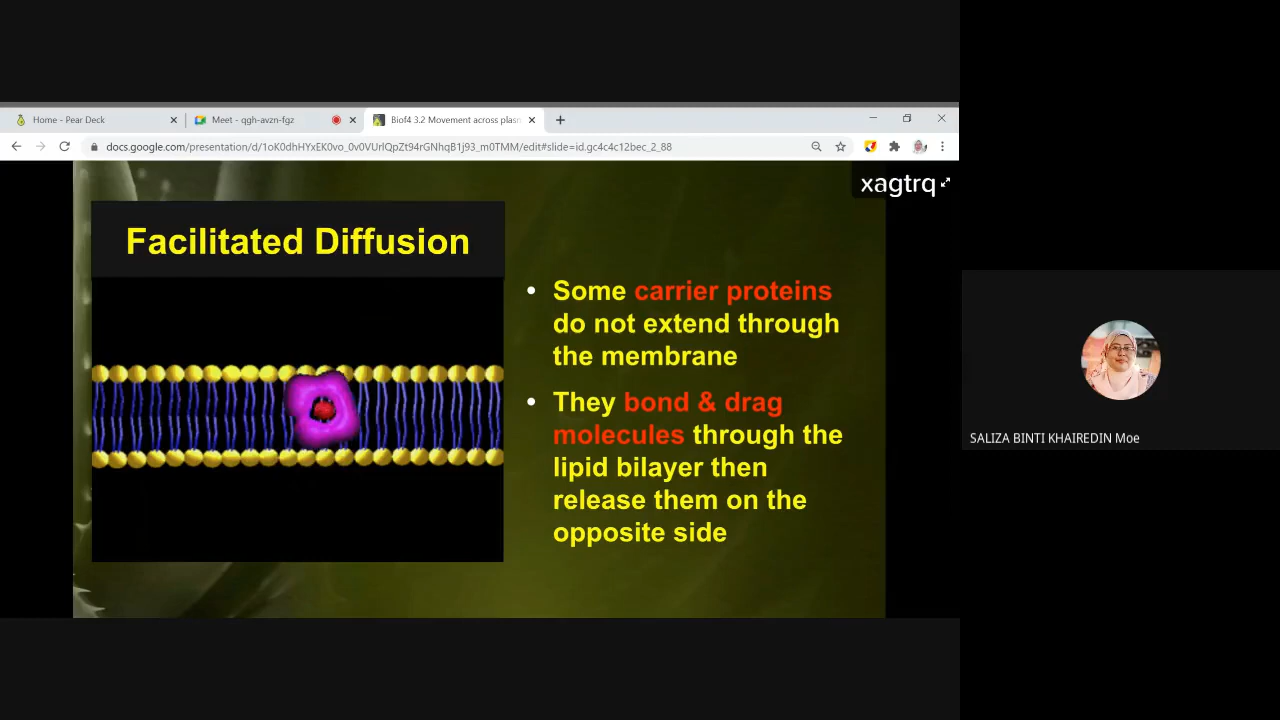 Home - Pear Deck
Meet - qgh-avzn-fgz
Biof4 3.2 Movement across plasm
docs.google.com/presentation/d/1oK0dhHYxEK0vo_0v0VUrlQpZt94rGNhqB1j93_m0TMM/edit#slide=id.gc4c4c12bec_2_88
xagtrq
Facilitated Diffusion
• Some carrier proteins
do not extend through
the membrane
• They bond & drag
molecules through the
lipid bilayer then
release them on the
opposite side
SALIZA BINTI KHAIREDIN Moe